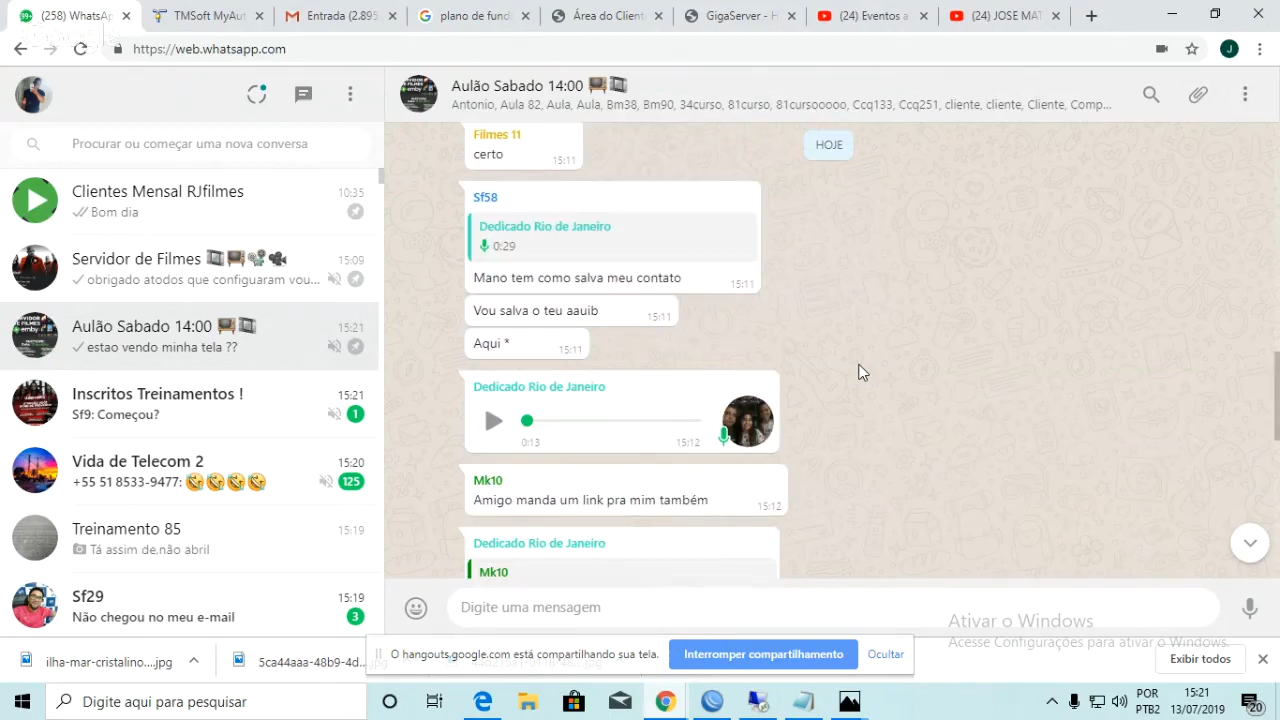 (258) WhatsAp
TMSoft MyAut
Entrada (2.895
plano de fund
Área do Client
GigaServer - H
(24) Eventos a
(24) JOSE MAT
https://web.whatsapp.com
J
Aulão Sabado 14:00
Antonio, Aula 82, Aula, Aula, Bm38, Bm90, 34curso, 81curso, 81cursooooo, Ccq133, Ccq251, cliente, cliente, Cliente, Comp...
Procurar ou começar uma nova conversa
Clientes Mensal RJfilmes
10:35
Bom dia
Servidor de Filmes
15:09
obrigado atodos que configuraram vou...
Aulão Sabado 14:00
15:21
estao vendo minha tela ??
Inscritos Treinamentos !
15:21
Sf9: Começou?
1
Vida de Telecom 2
15:20
+55 51 8533-9477:
125
Treinamento 85
15:19
Tá assim de,não abril
Sf29
15:19
Não chegou no meu e-mail
3
HOJE
Filmes 11
certo
15:11
Sf58
Dedicado Rio de Janeiro
0:29
Mano tem como salva meu contato
15:11
Vou salva o teu aauib
15:11
Aqui *
15:11
Dedicado Rio de Janeiro
0:13
15:12
Mk10
Amigo manda um link pra mim também
15:12
Dedicado Rio de Janeiro
Mk10
Digite uma mensagem
Ativar o Windows
Acesse Configurações para ativar o Windows.
ilha-mar-cristalino....jpg
5ca44aaa-48b9-4d...
O hangouts.google.com está compartilhando sua tela.
Interromper compartilhamento
Ocultar
Exibir todos
Digite aqui para pesquisar
POR
PTB2
15:21
13/07/2019
20